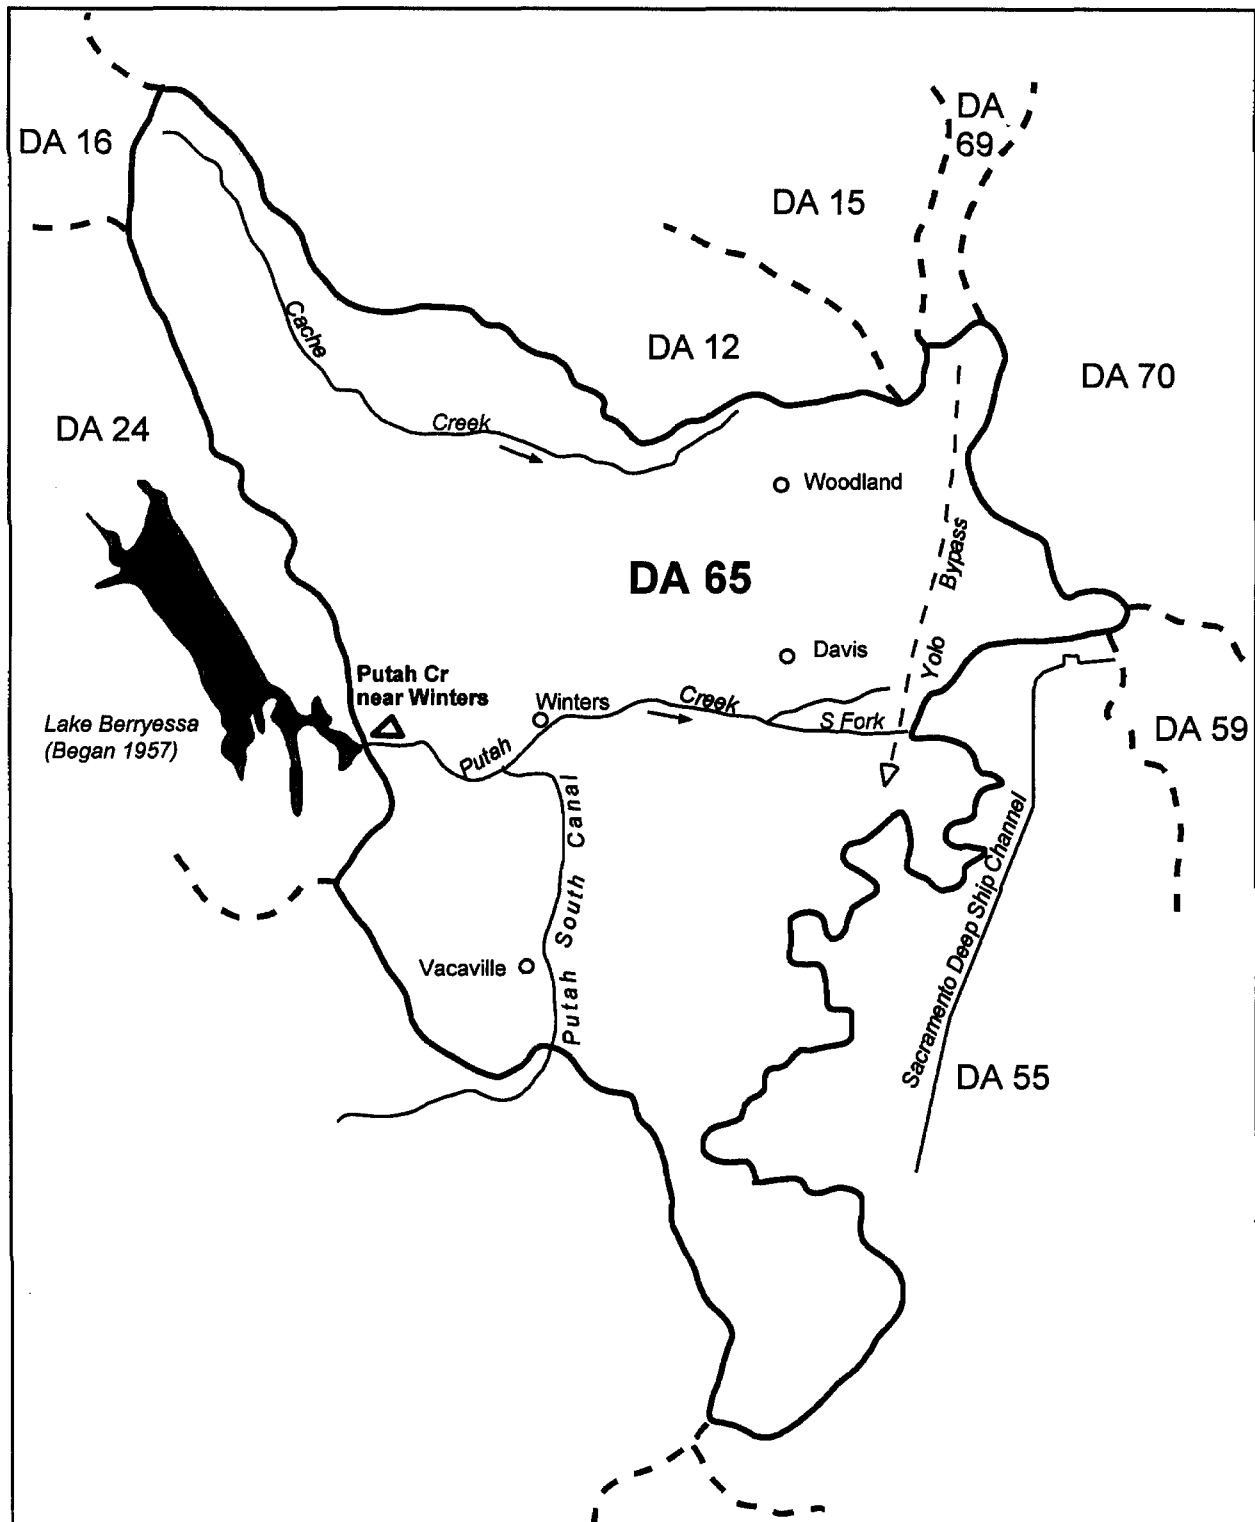 DA
69
DA 16
DA 15
Cache
DA 12
DA 70
Creek
DA 24
Woodland
Bypass
DA 65
Yolo
Davis
Putah Cr
near Winters
Winters
Creek
S Fork
Lake Berryessa
(Began 1957)
Putah
DA 59
Putah South Canal
Sacramento Deep Ship Channel
Vacaville
DA 55